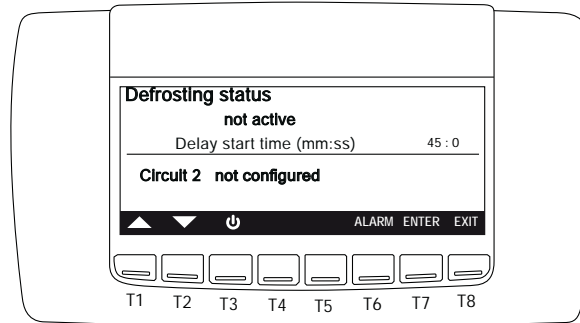 Defrosting status
not active
Delay start time (mm:ss) 45 : 0
Circuit 2 not configured
ALARM ENTER EXIT
T1 T2 T3 T4 T5 T6 T7 T8